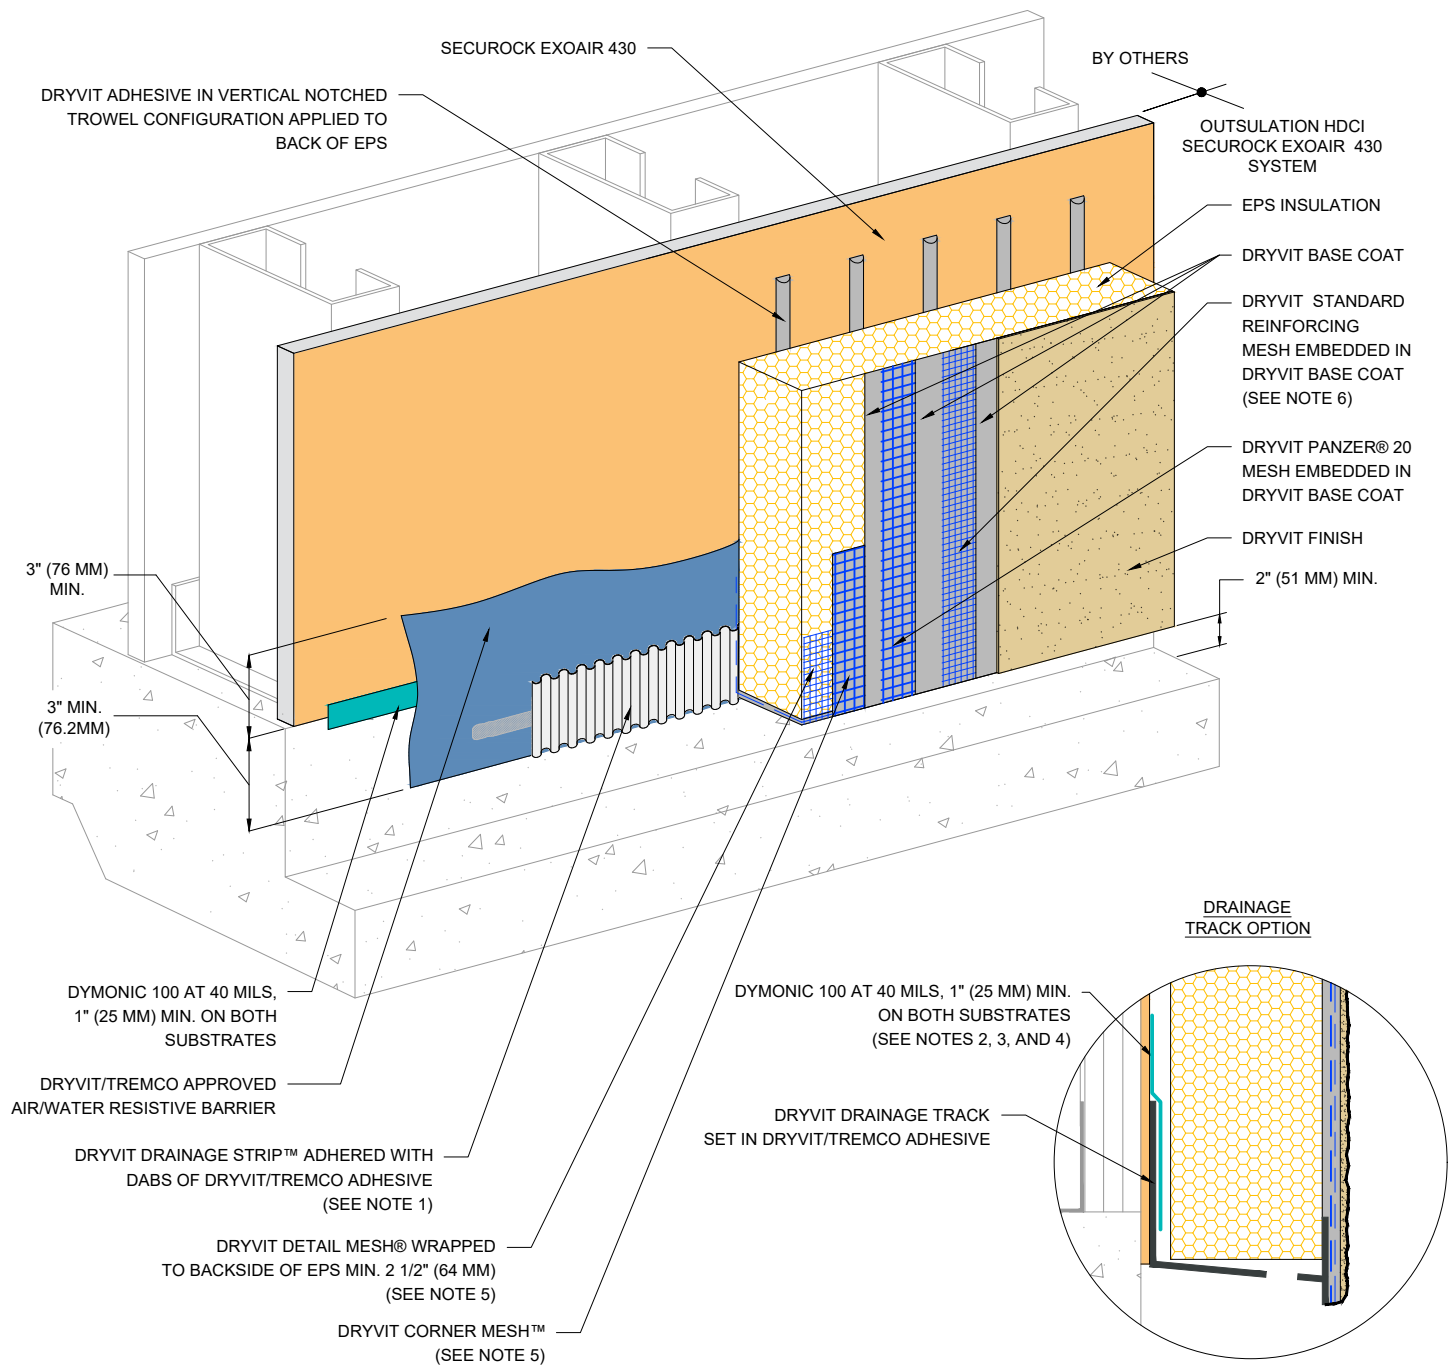 SECUROCK EXOAIR 430
DRYVIT ADHESIVE IN VERTICAL NOTCHED
TROWEL CONFIGURATION APPLIED TO
BACK OF EPS
BY OTHERS
OUTSULATION HDCI
SECUROCK EXOAIR 430
SYSTEM
EPS INSULATION
DRYVIT BASE COAT
DRYVIT STANDARD
REINFORCING
MESH EMBEDDED IN
DRYVIT BASE COAT
(SEE NOTE 6)
DRYVIT PANZER® 20
MESH EMBEDDED IN
DRYVIT BASE COAT
DRYVIT FINISH
2" (51 MM) MIN.
3" (76 MM)
MIN.
3" MIN.
(76.2MM)
DYMONIC 100 AT 40 MILS,
1" (25 MM) MIN. ON BOTH
SUBSTRATES
DRYVIT/TREMCO APPROVED
AIR/WATER RESISTIVE BARRIER
DRYVIT DRAINAGE STRIP™ ADHERED WITH
DABS OF DRYVIT/TREMCO ADHESIVE
(SEE NOTE 1)
DRYVIT DETAIL MESH® WRAPPED
TO BACKSIDE OF EPS MIN. 2 1/2" (64 MM)
(SEE NOTE 5)
DRYVIT CORNER MESH™
(SEE NOTE 5)
DRAINAGE
TRACK OPTION
DYMONIC 100 AT 40 MILS, 1" (25 MM) MIN.
ON BOTH SUBSTRATES
(SEE NOTES 2, 3, AND 4)
DRYVIT DRAINAGE TRACK
SET IN DRYVIT/TREMCO ADHESIVE